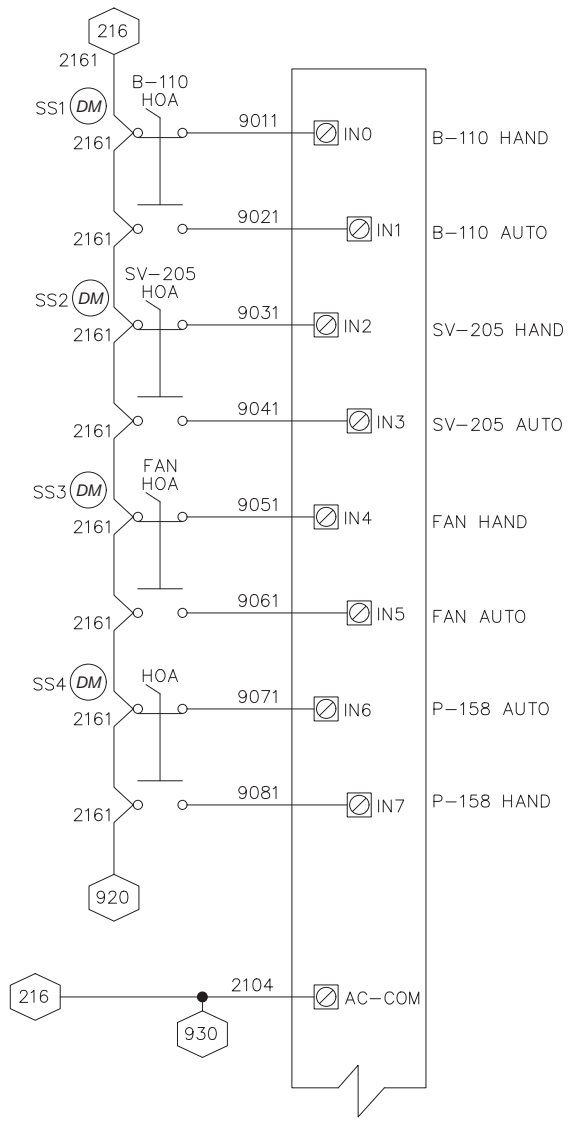 216
2161
B-110
HOA
SS1 DM
2161
9011
IN0
B-110 HAND
2161
9021
IN1
B-110 AUTO
SV-205
HOA
SS2 DM
2161
9031
IN2
SV-205 HAND
2161
9041
IN3
SV-205 AUTO
FAN
HOA
SS3 DM
2161
9051
IN4
FAN HAND
2161
9061
IN5
FAN AUTO
HOA
SS4 DM
2161
9071
IN6
P-158 AUTO
2161
9081
IN7
P-158 HAND
920
216
2104
AC-COM
930